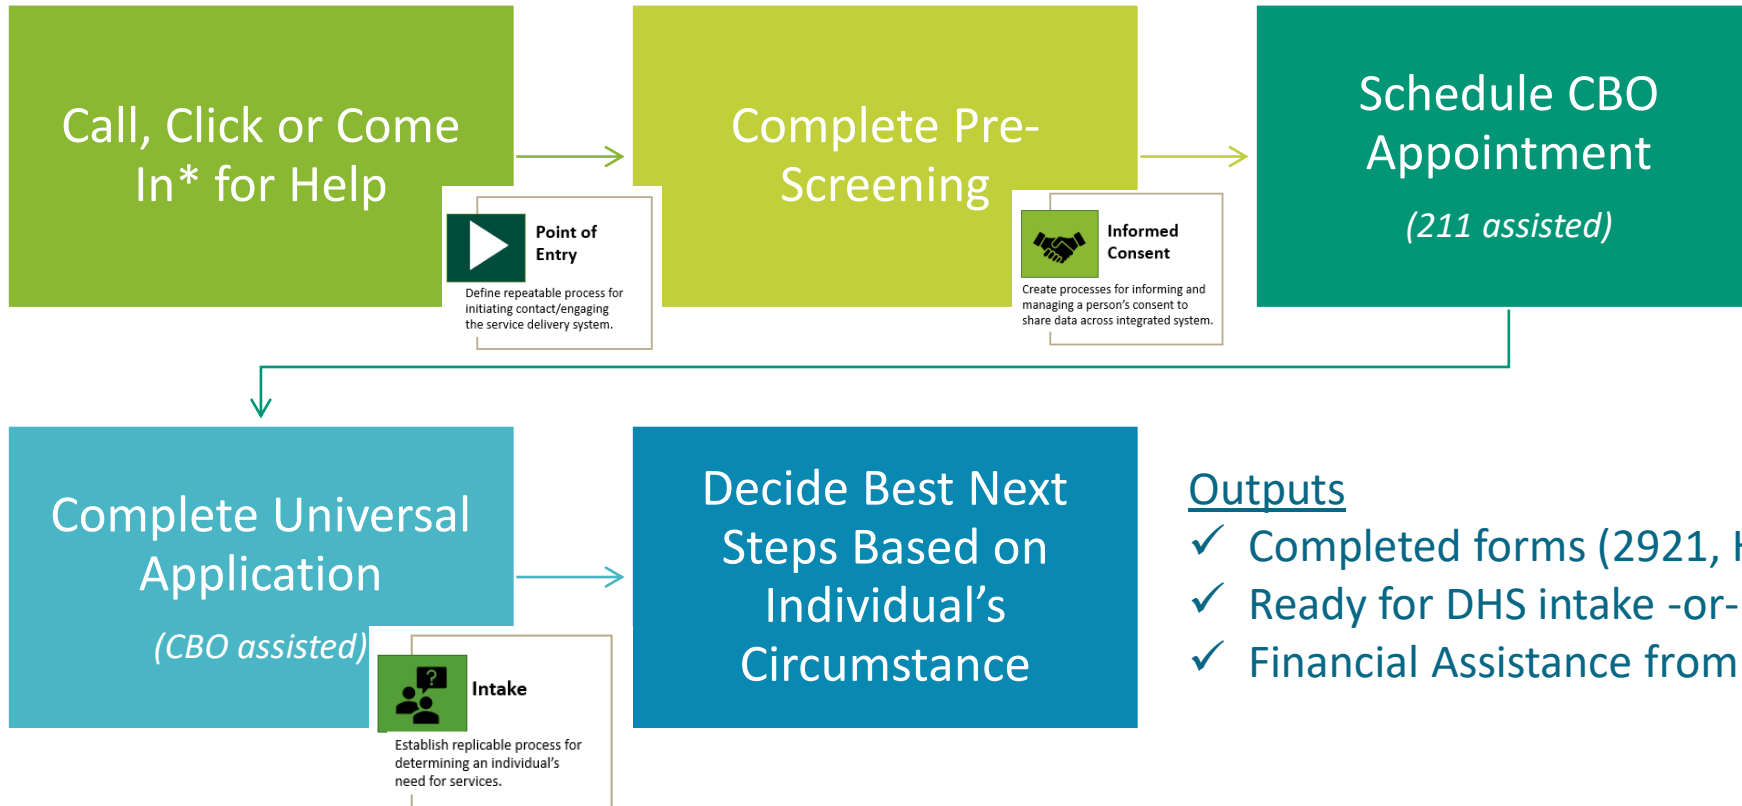 Call, Click or Come
In* for Help
Point of
Entry
Define repeatable process for
initiating contact/engaging
the service delivery system.
Complete Pre-
Screening
Informed
Consent
Create processes for informing and
managing a person's consent to
share data across integrated system.
Schedule CBO
Appointment
(211 assisted)
Complete Universal
Application
(CBO assisted)
?
Intake
Establish replicable process for
determining an individual's
need for services.
Decide Best Next
Steps Based on
Individual's
Circumstance
Outputs
✓ Completed forms (2921,
✓ Ready for DHS intake -or-
✓ Financial Assistance from